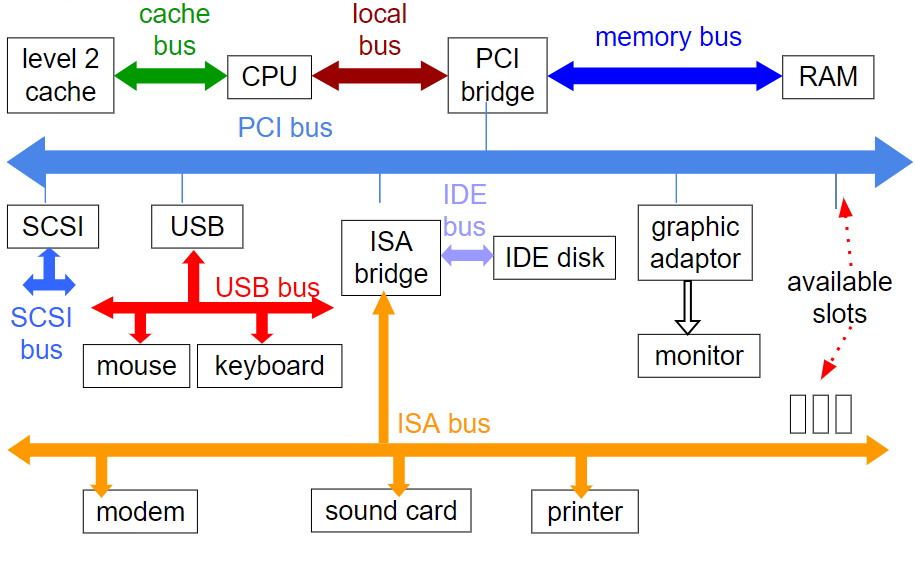 cache
bus
local
bus
level 2
cache
CPU
PCI
bridge
memory bus
RAM
PCI bus
SCSI
USB
ISA
bridge
IDE
bus
IDE disk
graphic
adaptor
available
slots
SCSI
bus
USB bus
mouse
keyboard
monitor
ISA bus
modem
sound card
printer